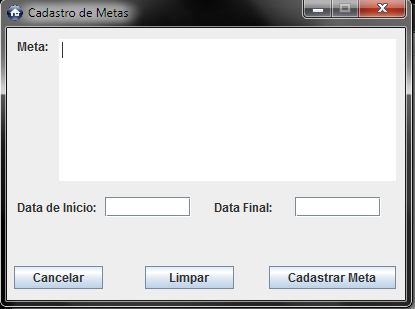 Cadastro de Metas
Meta:
Data de Início: Data Final:
Cancelar Limpar Cadastrar Meta